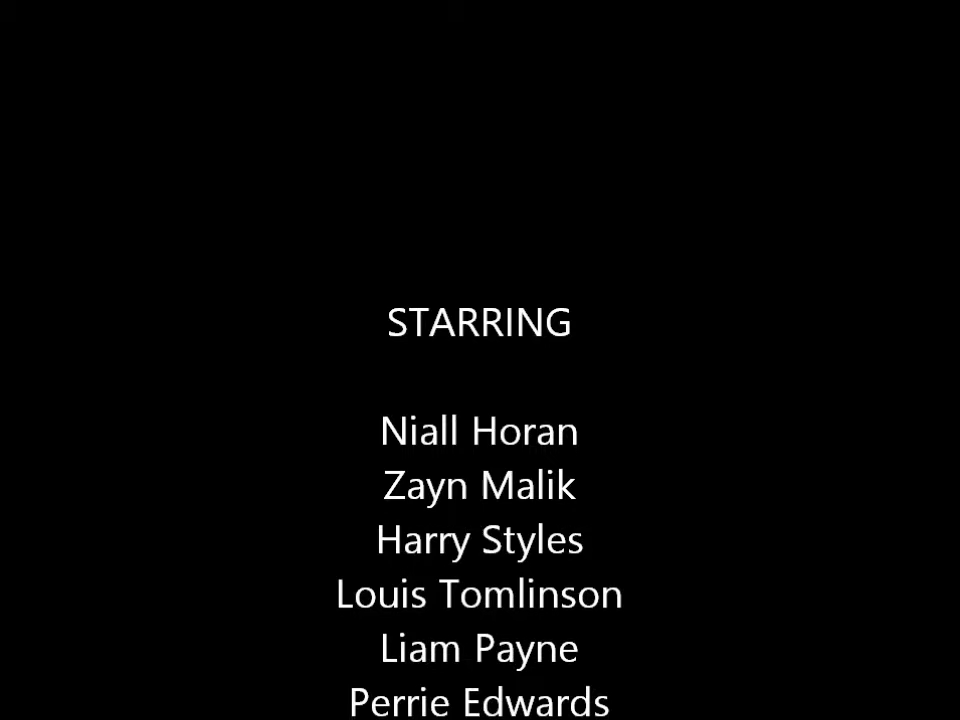 STARRING
Niall Horan
Zayn Malik
Harry Styles
Louis Tomlinson
Liam Payne
Perrie Edwards